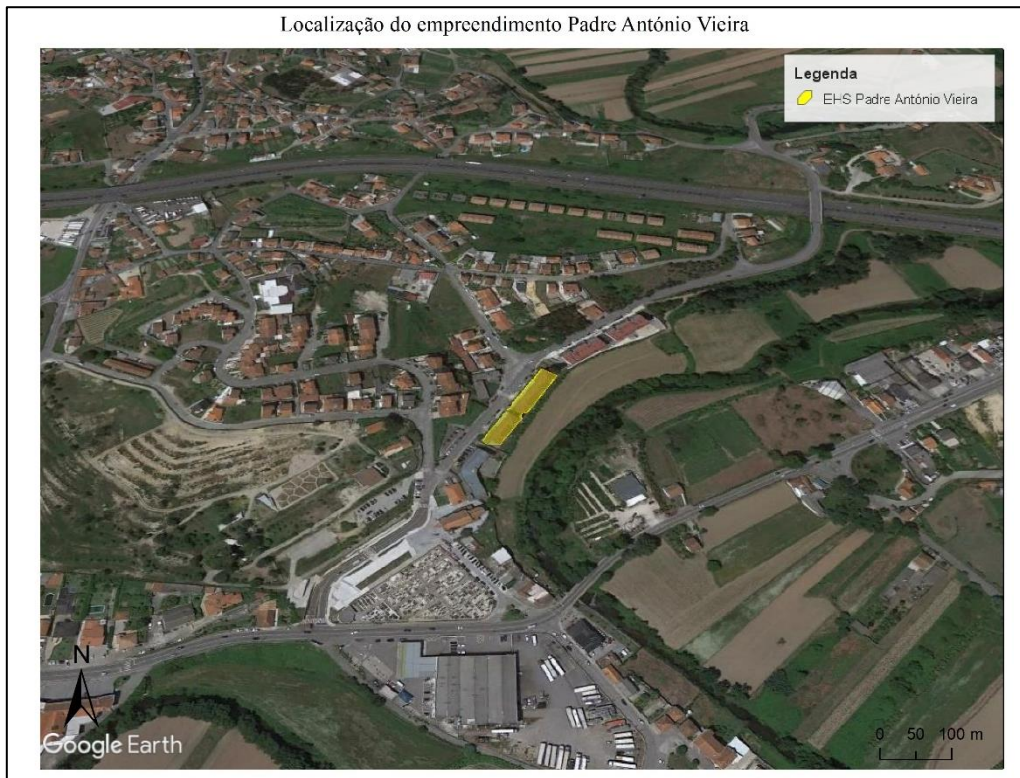 Localização do empreendimento Padre António Vieira
Legenda
EHS Padre António Vieira
N
Google Earth
0 50 100 m